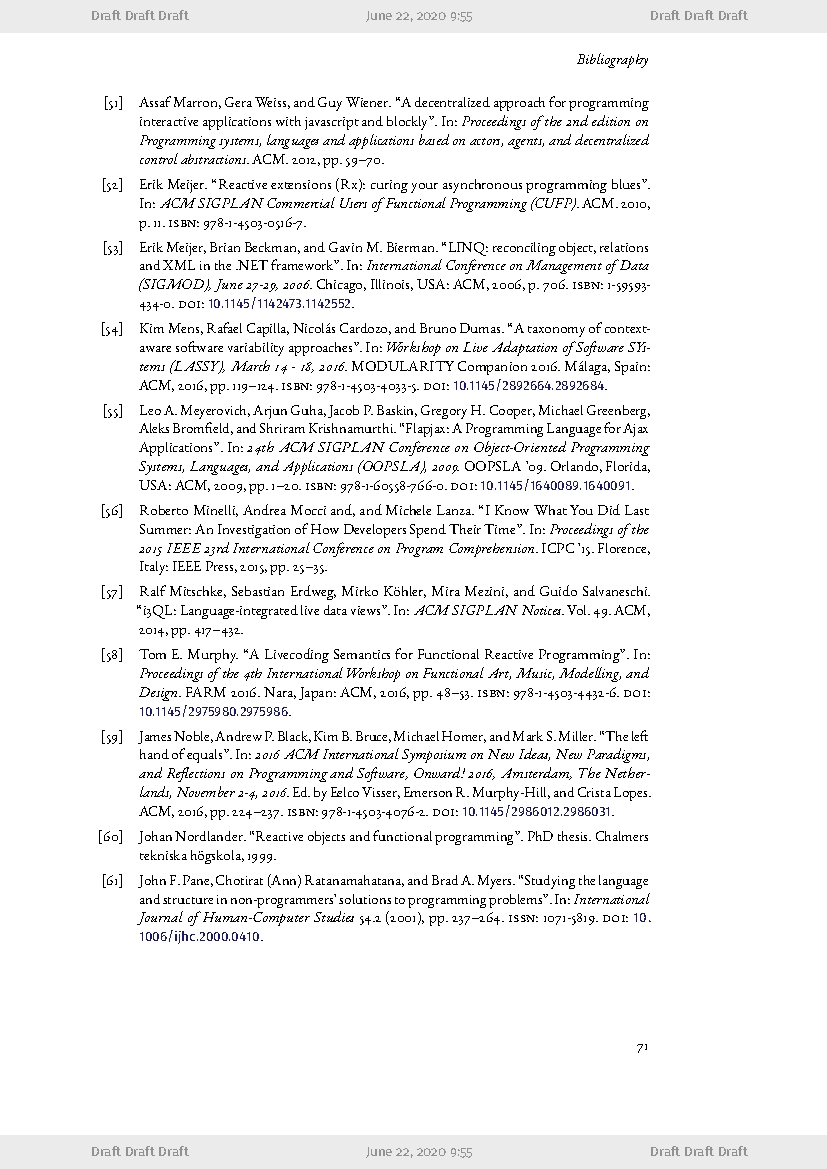 Draft Draft Draft June 22, 2020 9:55 Draft Draft Draft
Bibliography
[51] Assaf Marron, Gera Weiss, and Guy Wiener. “A decentralized approach for programming
interactive applications with javascript and blockly”. In: Proceedings of the 2nd edition on
Programming systems, languages and applications based on actors, agents, and decentralized
control abstractions. ACM. 2012, pp. 59–70.
[52] Erik Meijer. “Reactive extensions (Rx): curing your asynchronous programming blues”.
In: ACM SIGPLAN Commercial Users of Functional Programming (CUFP). ACM. 2010,
p. 11. ISBN: 978-1-4503-0516-7.
[53] Erik Meijer, Brian Beckman, and Gavin M. Bierman. “LINQ: reconciling object, relations
and XML in the .NET framework”. In: International Conference on Management of Data
(SIGMOD), June 27-29, 2006. Chicago, Illinois, USA: ACM, 2006, p. 706. ISBN: 1-59593-
434-0. DOI: 10.1145/1142473.1142552.
[54] Kim Mens, Rafael Capilla, Nicolás Cardozo, and Bruno Dumas. “A taxonomy of context-
aware software variability approaches”. In: Workshop on Live Adaptation of Software SYs-
tems (LASSY), March 14 - 18, 2016. MODULARITY Companion 2016. Málaga, Spain:
ACM, 2016, pp. 119–124. ISBN: 978-1-4503-4033-5. DOI: 10.1145/2892664.2892684.
[55] Leo A. Meyerovich, Arjun Guha, Jacob P. Baskin, Gregory H. Cooper, Michael Greenberg,
Aleks Bromfield, and Shriram Krishnamurthi. “Flapjax: A Programming Language for Ajax
Applications”. In: 24th ACM SIGPLAN Conference on Object-Oriented Programming
Systems, Languages, and Applications (OOPSLA), 2009. OOPSLA ’09. Orlando, Florida,
USA: ACM, 2009, pp. 1–20. ISBN: 978-1-60558-766-0. DOI: 10.1145/1640089.1640091.
[56] Roberto Minelli, Andrea Mocci and, and Michele Lanza. “I Know What You Did Last
Summer: An Investigation of How Developers Spend Their Time”. In: Proceedings of the
2015 IEEE 23rd International Conference on Program Comprehension. ICPC ’15. Florence,
Italy: IEEE Press, 2015, pp. 25–35.
[57] Ralf Mitschke, Sebastian Erdweg, Mirko Köhler, Mira Mezini, and Guido Salvaneschi.
“i3QL: Language-integrated live data views”. In: ACM SIGPLAN Notices. Vol. 49. ACM,
2014, pp. 417–432.
[58] Tom E. Murphy. “A Livecoding Semantics for Functional Reactive Programming”. In:
Proceedings of the 4th International Workshop on Functional Art, Music, Modelling, and
Design. FARM 2016. Nara, Japan: ACM, 2016, pp. 48–53. ISBN: 978-1-4503-4432-6. DOI:
10.1145/2975980.2975986.
[59] James Noble, Andrew P. Black, Kim B. Bruce, Michael Homer, and Mark S. Miller. “The left
hand of equals”. In: 2016 ACM International Symposium on New Ideas, New Paradigms,
and Reflections on Programming and Software, Onward! 2016, Amsterdam, The Nether-
lands, November 2-4, 2016. Ed. by Eelco Visser, Emerson R. Murphy-Hill, and Crista Lopes.
ACM, 2016, pp. 224–237. ISBN: 978-1-4503-4076-2. DOI: 10.1145/2986012.2986031.
[60] Johan Nordlander. “Reactive objects and functional programming”. PhD thesis. Chalmers
tekniska högskola, 1999.
[61] John F. Pane, Chotirat (Ann) Ratanamahatana, and Brad A. Myers. “Studying the language
and structure in non-programmers’ solutions to programming problems”. In: International
Journal of Human-Computer Studies 54.2 (2001), pp. 237–264. ISSN: 1071-5819. DOI: 10.
1006/ijhc.2000.0410.
71
Draft Draft Draft June 22, 2020 9:55 Draft Draft Draft